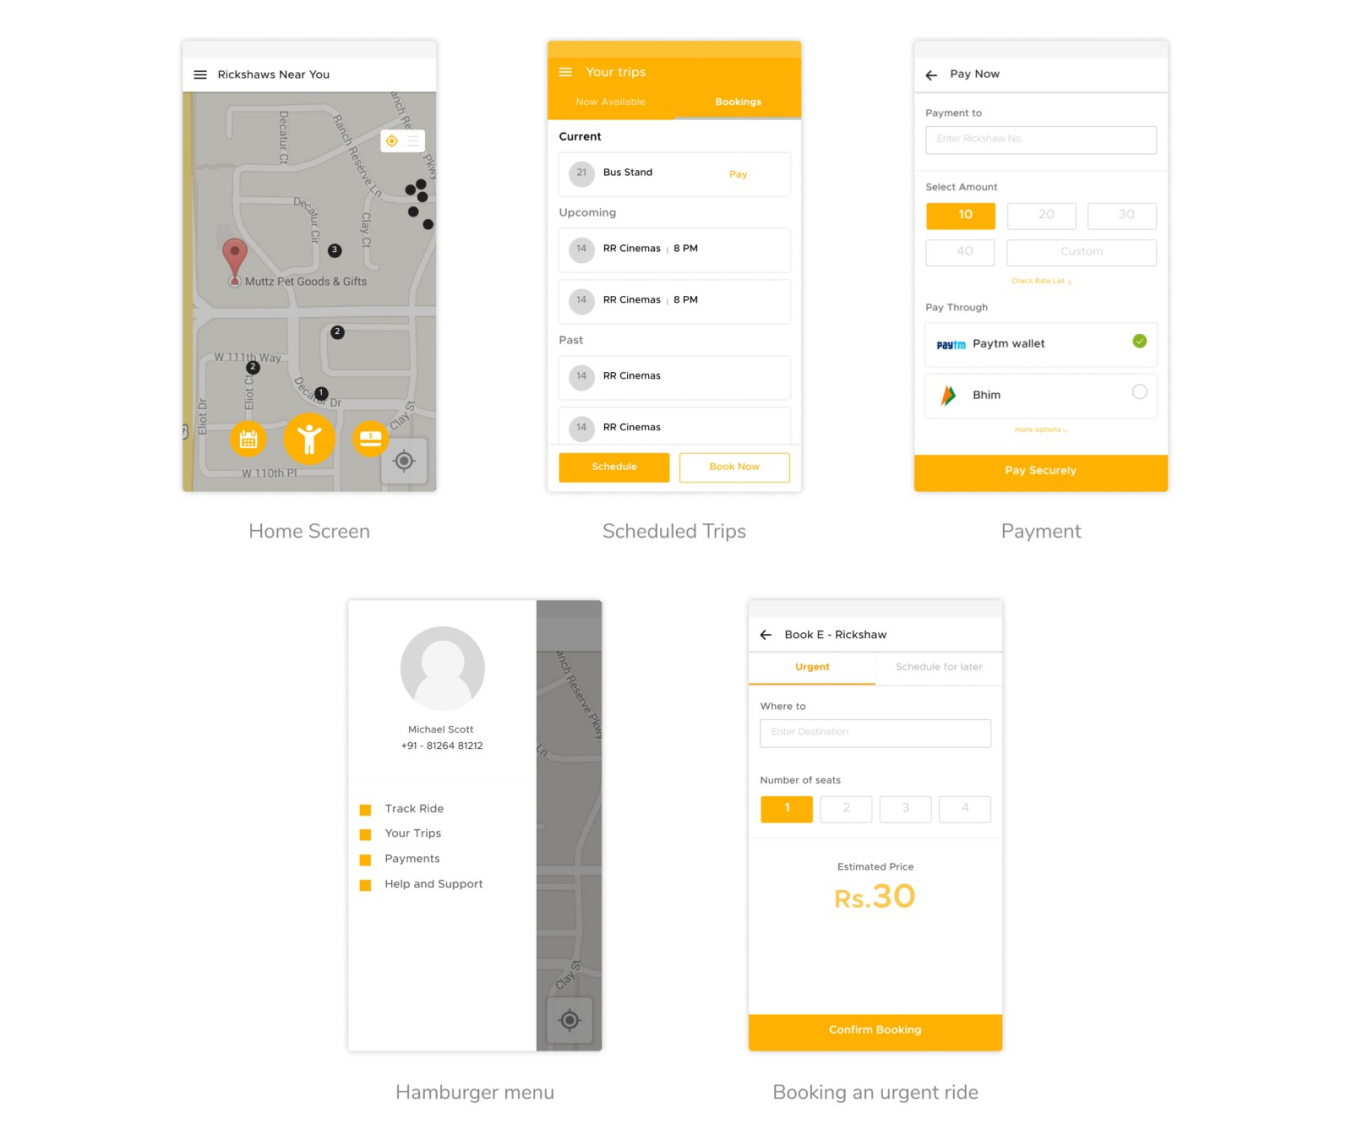 Rickshaws Near You
Decatur Ct
Ranch Reserve Ln
Ranch Re
Pkwy
Decatur Cir
Clay Ct
3
Muttz Pet Goods & Gifts
2
W 111th Way
2
Eliot Ct
1
Decatur Dr
Eliot Dr
Clay St
W 110th Pl
Home Screen
Your trips
Now Available
Bookings
Current
21 Bus Stand Pay
Upcoming
14 RR Cinemas | 8 PM
14 RR Cinemas | 8 PM
Past
14 RR Cinemas
14 RR Cinemas
Schedule
Book Now
Scheduled Trips
Pay Now
Payment to
Enter Rickshaw No.
Select Amount
10 20 30
40 Custom
Check Rate List
Pay Through
Paytm Paytm wallet
Bhim
more options
Pay Securely
Payment
Michael Scott
+91 - 81264 81212
Track Ride
Your Trips
Payments
Help and Support
anch Reserve Pkwy
Ln
Clay St
Hamburger menu
Book E - Rickshaw
Urgent
Schedule for later
Where to
Enter Destination
Number of seats
1 2 3 4
Estimated Price
Rs.30
Confirm Booking
Booking an urgent ride